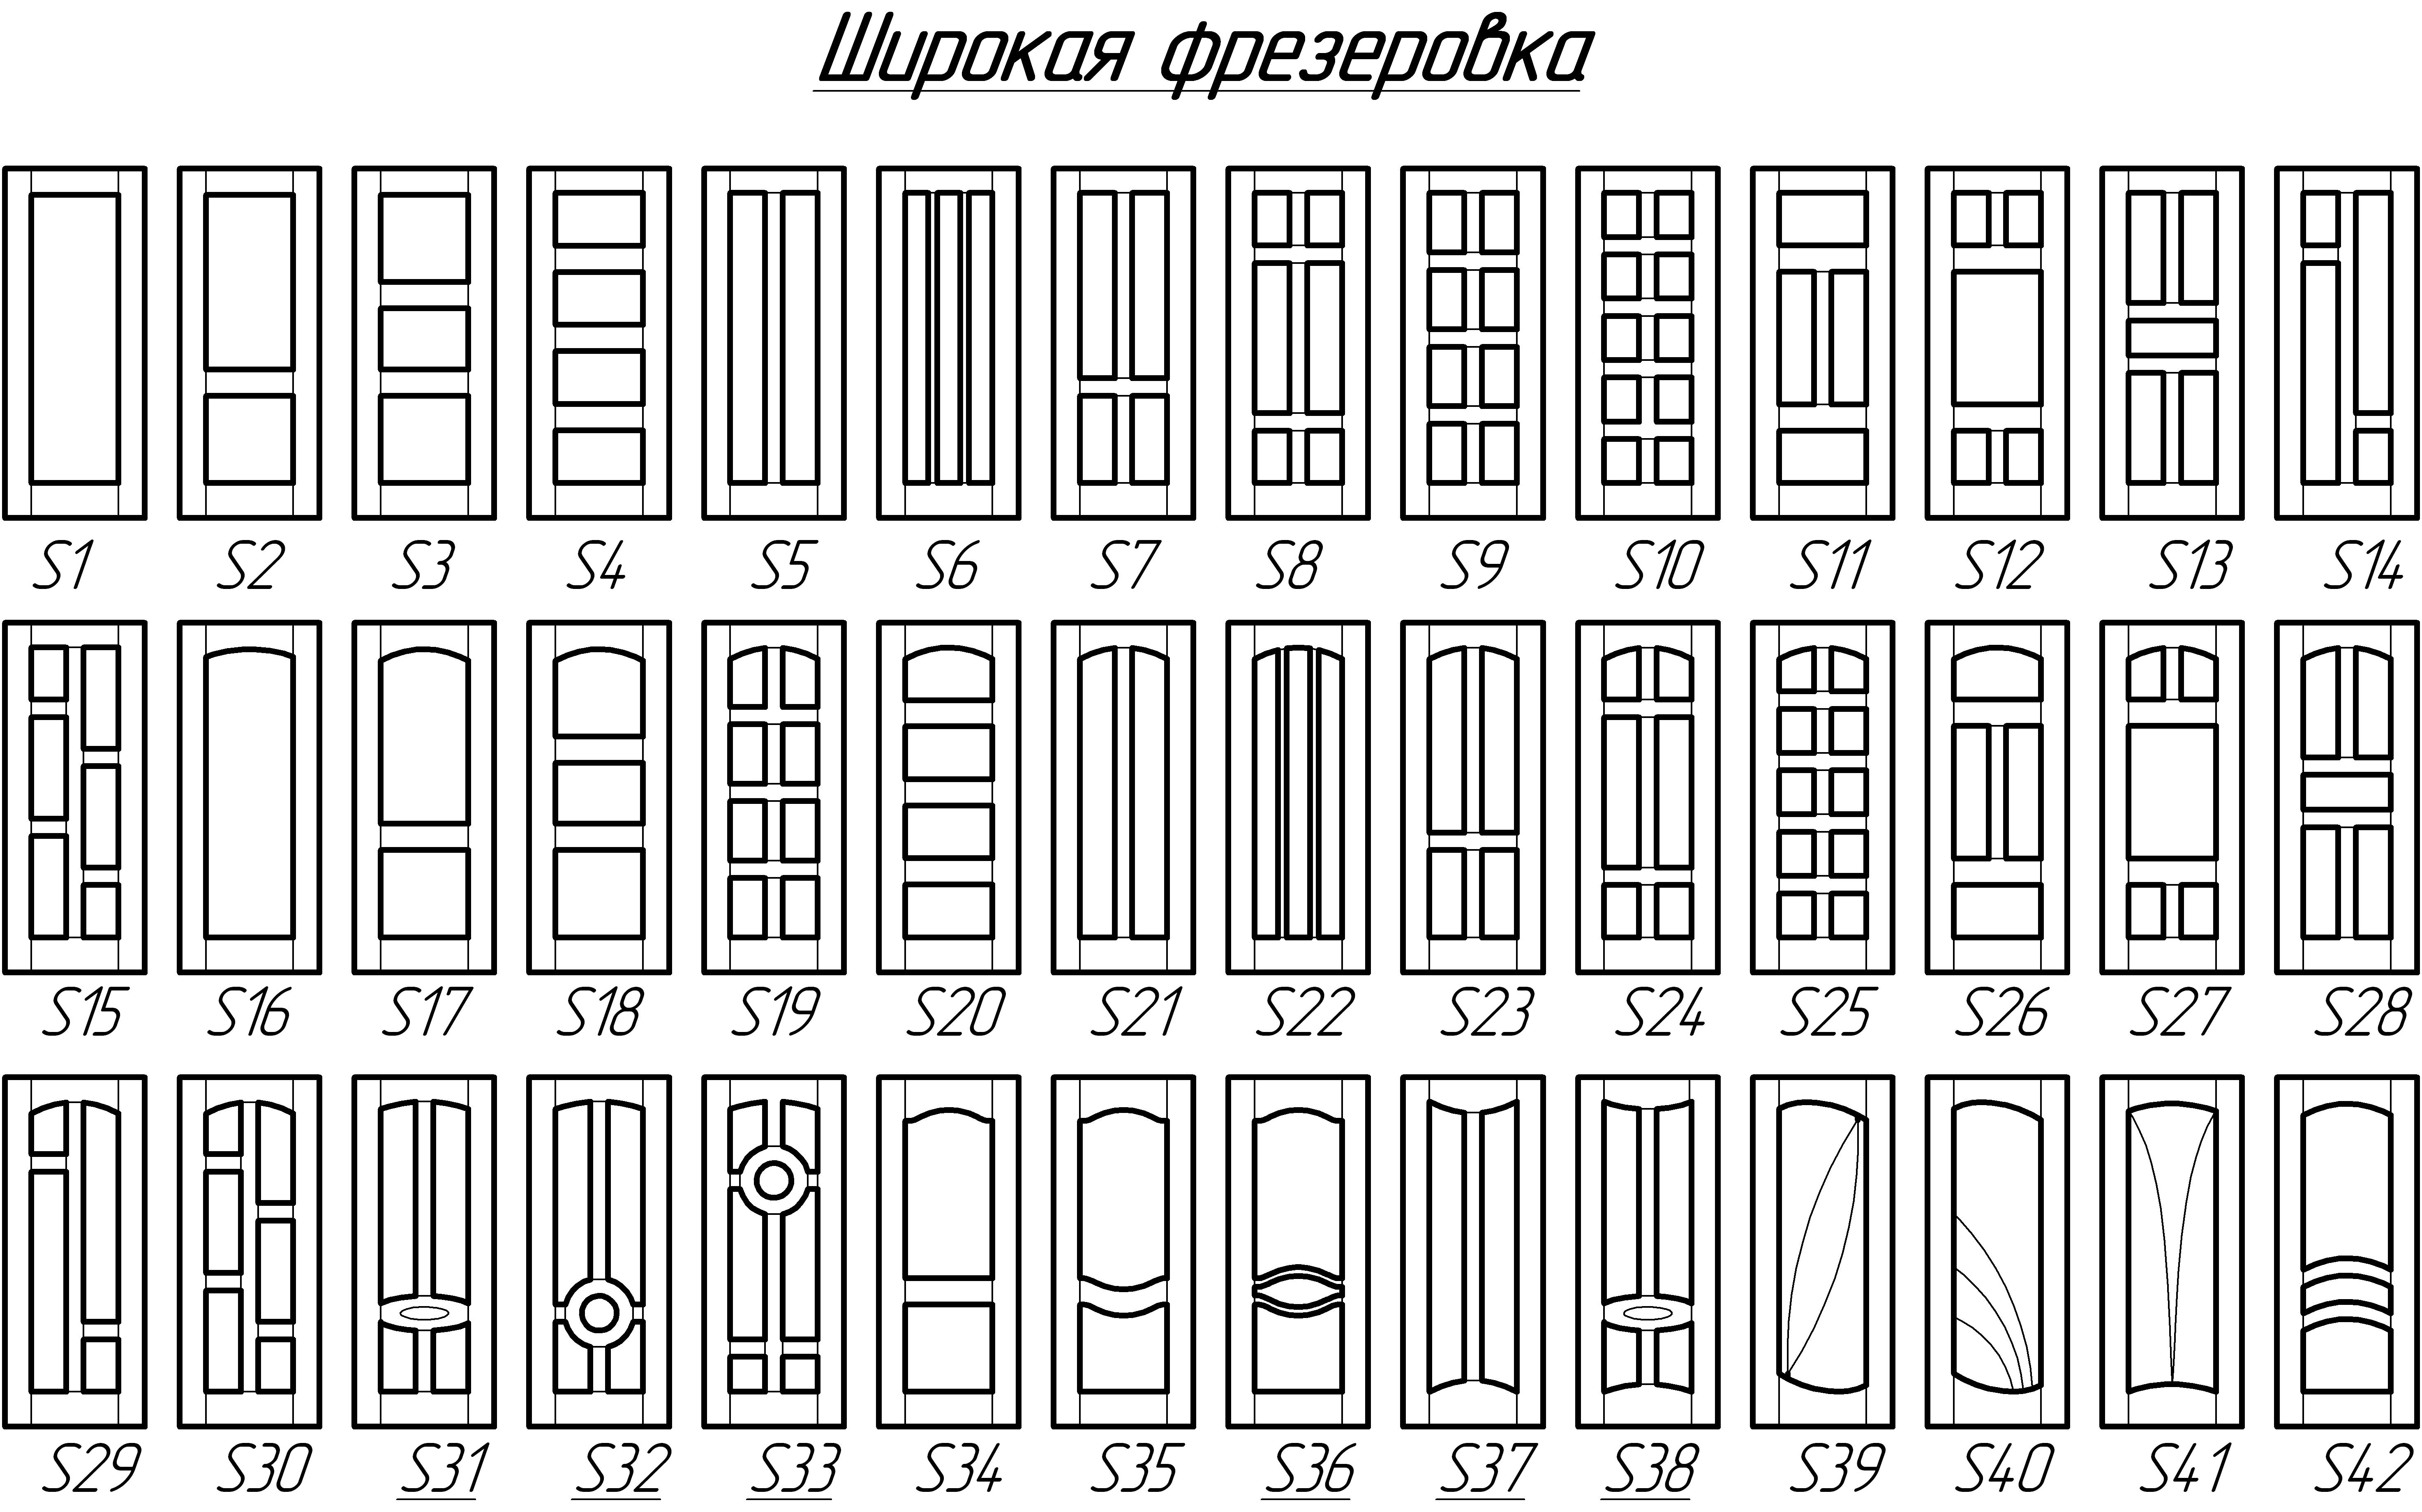 Широкая фрезеровка
S1 S2 S3 S4 S5 S6 S7 S8 S9 S10 S11 S12 S13 S14
S15 S16 S17 S18 S19 S20 S21 S22 S23 S24 S25 S26 S27 S28
S29 S30 S31 S32 S33 S34 S35 S36 S37 S38 S39 S40 S41 S42